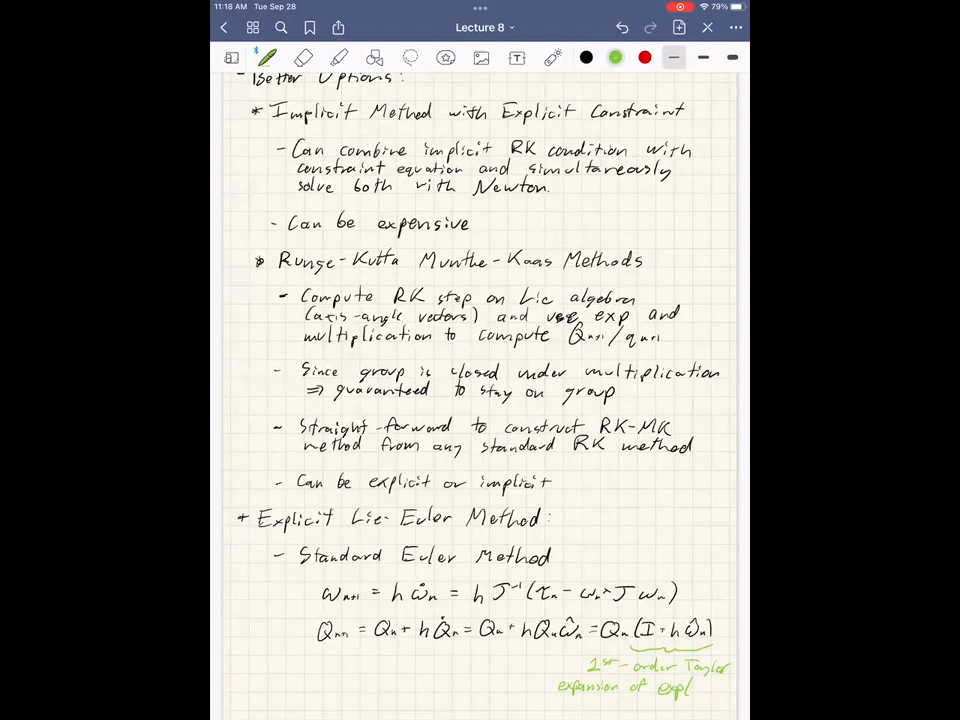 11:18 AM Tue Sep 28
79%
Lecture 8
- Better Options:
* Implicit Method with Explicit Constraint
- Can combine implicit RK condition with
constraint equation and simultaneously
solve both with Newton.
- Can be expensive
* Runge-Kutta Munthe-Kaas Methods
- Compute RK step on Lie algebra
(axis-angle vectors) and use exp and
multiplication to compute Qₙ₊₁/qₙ₊₁
- Since group is closed under multiplication
⇒ guaranteed to stay on group
- Straight-forward to construct RK-MK
method from any standard RK method
- Can be explicit or implicit
* Explicit Lie-Euler Method:
- Standard Euler Method
ωₙ₊₁ = h ω̇ₙ = h J⁻¹(τₙ - ωₙ × J ωₙ)
Qₙ₊₁ = Qₙ + h Q̇ₙ = Qₙ + h Qₙ ω̂ₙ = Qₙ (I + h ω̂ₙ)
1st-order Taylor
expansion of exp(